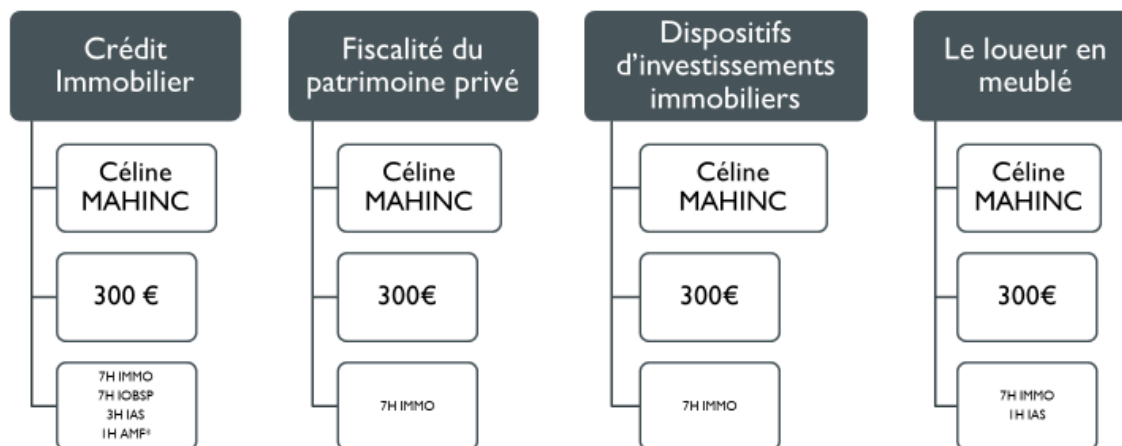 Crédit
Immobilier
Céline
MAHINC
300 €
7H IMMO
7H IOBSP
3H IAS
1H AMF*
Fiscalité du
patrimoine privé
Céline
MAHINC
300€
7H IMMO
Dispositifs
d’investissements
immobiliers
Céline
MAHINC
300€
7H IMMO
Le loueur en
meublé
Céline
MAHINC
300€
7H IMMO
1H IAS